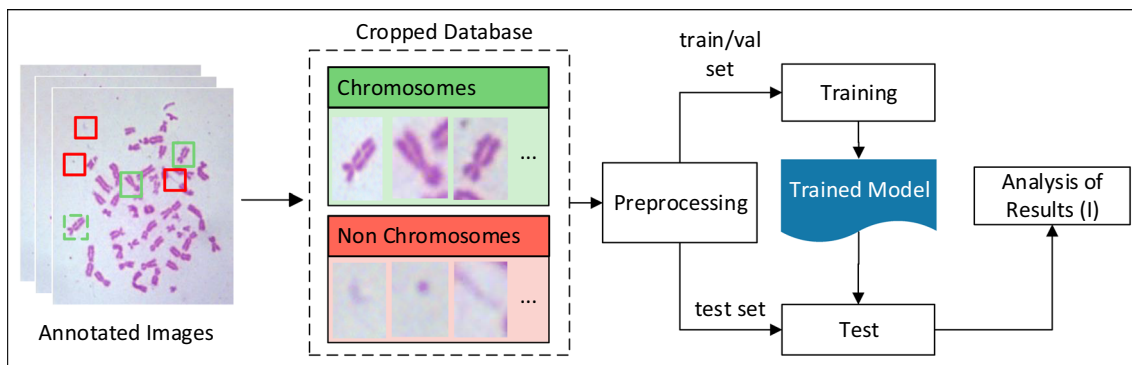 Cropped Database
Chromosomes
...
Non Chromosomes
...
Annotated Images
Preprocessing
train/val
set
test set
Training
Trained Model
Test
Analysis of
Results (I)